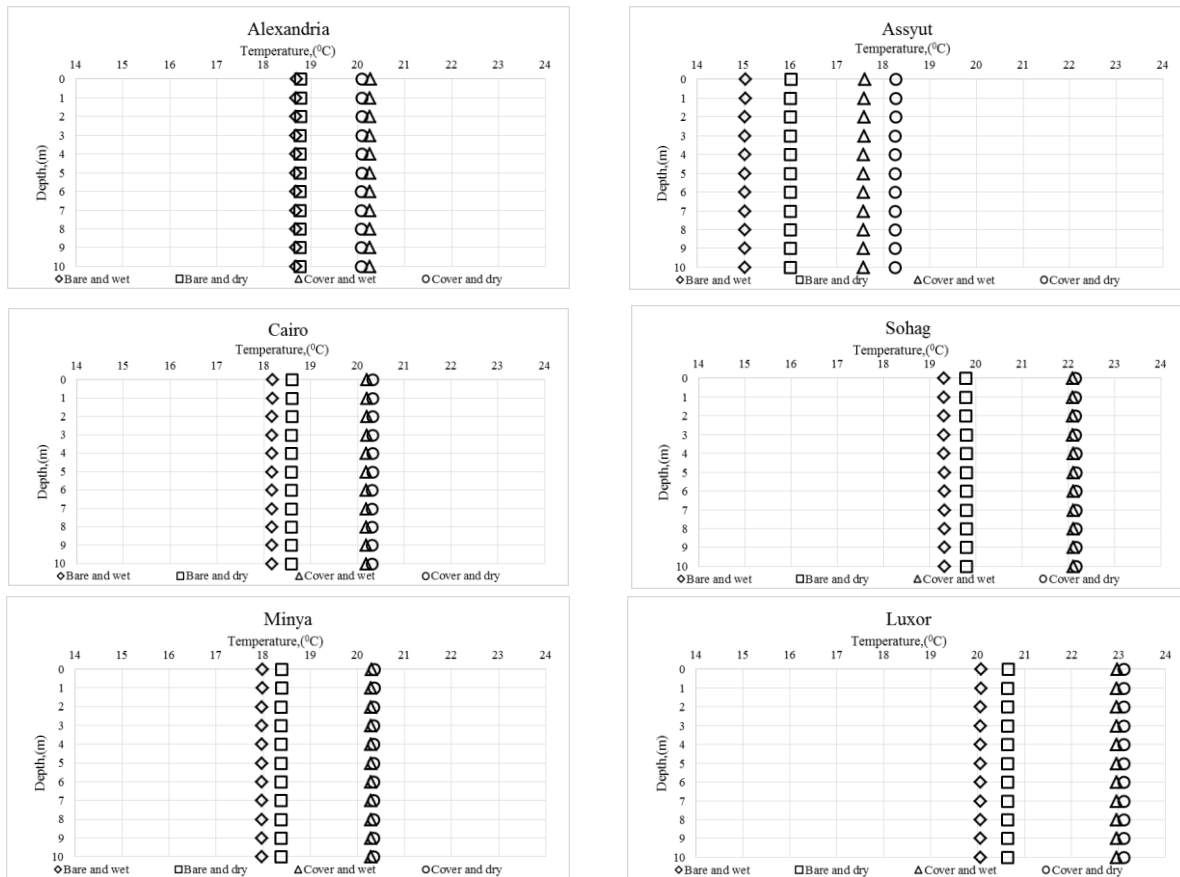 Alexandria
Temperature,(⁰C)
14 15 16 17 18 19 20 21 22 23 24
0
1
2
3
4
5
6
7
8
9
10
Depth,(m)
Bare and wet Bare and dry Cover and wet Cover and dry
Assyut
Temperature,(⁰C)
14 15 16 17 18 19 20 21 22 23 24
0
1
2
3
4
5
6
7
8
9
10
Depth,(m)
Bare and wet Bare and dry Cover and wet Cover and dry
Cairo
Temperature,(⁰C)
14 15 16 17 18 19 20 21 22 23 24
0
1
2
3
4
5
6
7
8
9
10
Depth,(m)
Bare and wet Bare and dry Cover and wet Cover and dry
Sohag
Temperature,(⁰C)
14 15 16 17 18 19 20 21 22 23 24
0
1
2
3
4
5
6
7
8
9
10
Depth,(m)
Bare and wet Bare and dry Cover and wet Cover and dry
Minya
Temperature,(⁰C)
14 15 16 17 18 19 20 21 22 23 24
0
1
2
3
4
5
6
7
8
9
10
Depth,(m)
Bare and wet Bare and dry Cover and wet Cover and dry
Luxor
Temperature,(⁰C)
14 15 16 17 18 19 20 21 22 23 24
0
1
2
3
4
5
6
7
8
9
10
Depth,(m)
Bare and wet Bare and dry Cover and wet Cover and dry